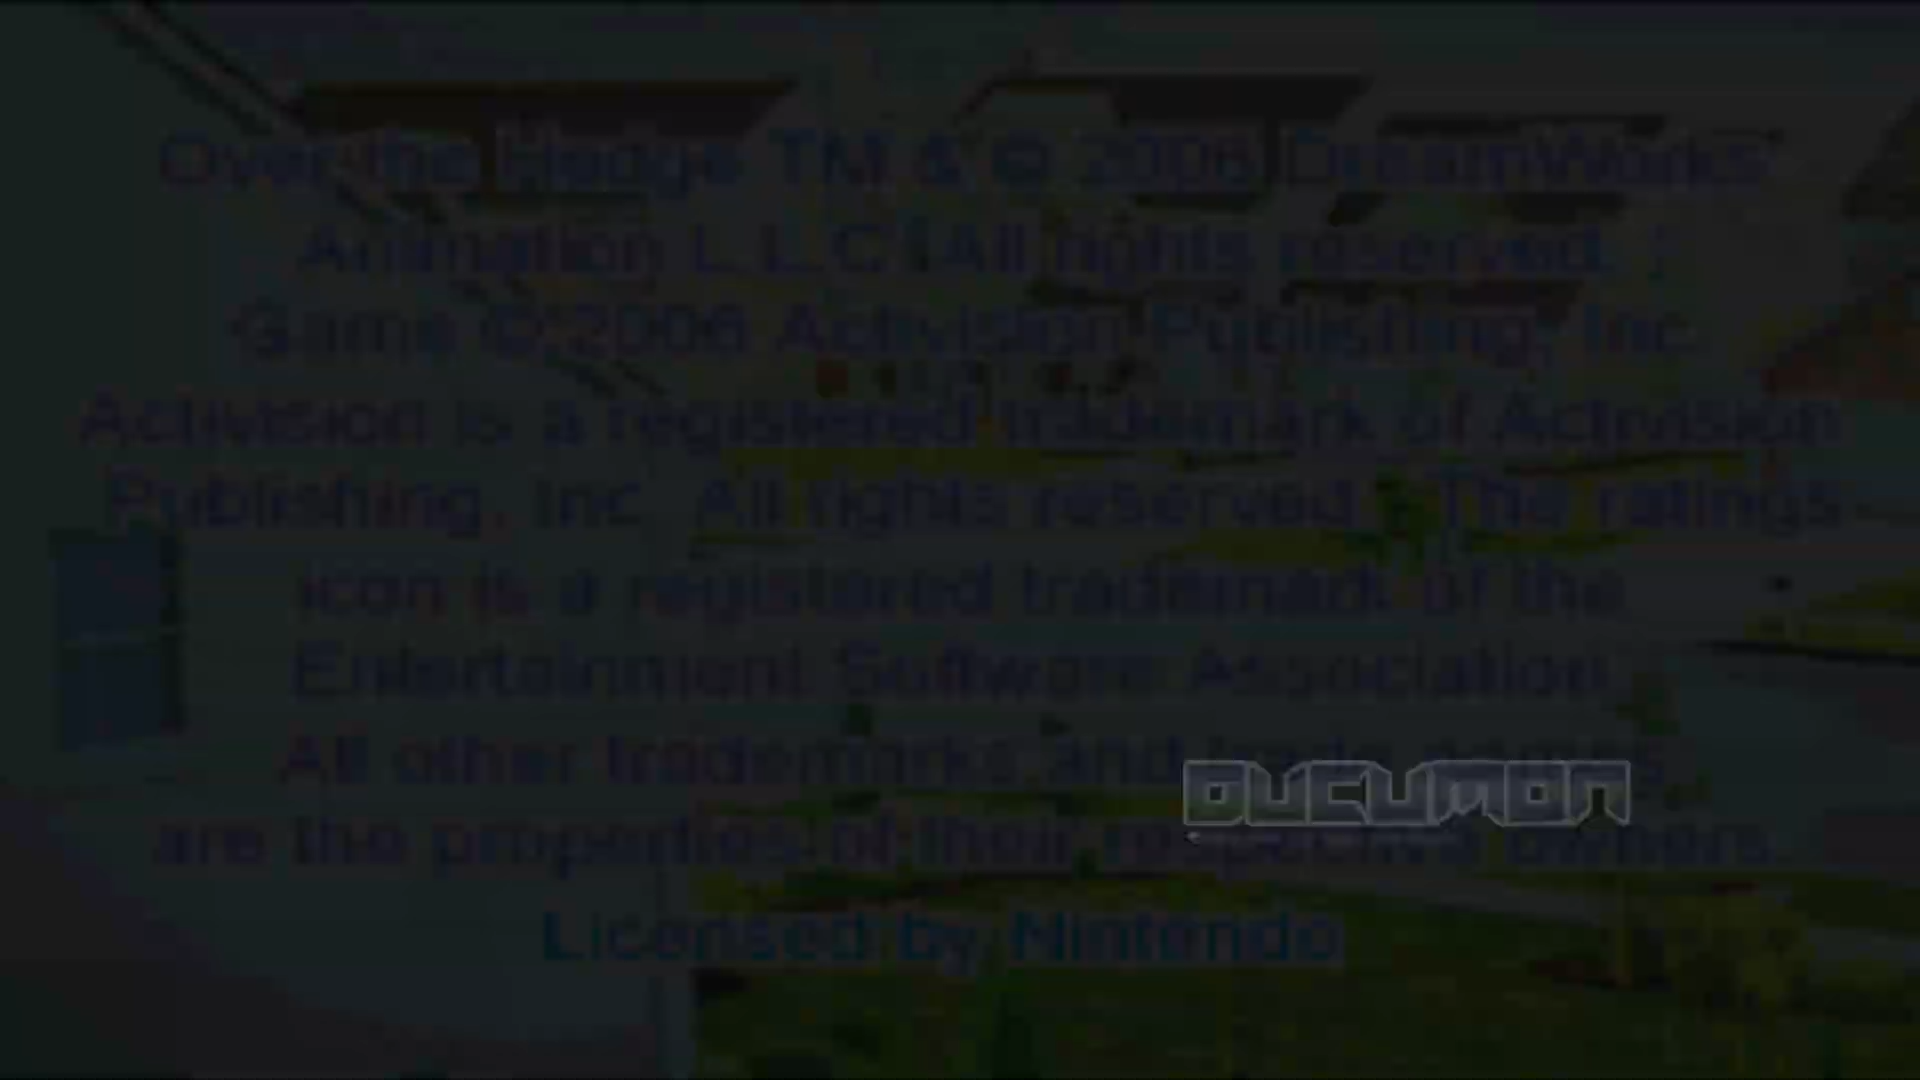 Over the Hedge TM & © 2006 DreamWorks
Animation L.L.C. All rights reserved.
Game © 2006 Activision Publishing, Inc.
Activision is a registered trademark of Activision
Publishing, Inc. All rights reserved. The ratings
icon is a registered trademark of the
Entertainment Software Association.
All other trademarks and trade names
are the properties of their respective owners.
Licensed by Nintendo
DUCUMON